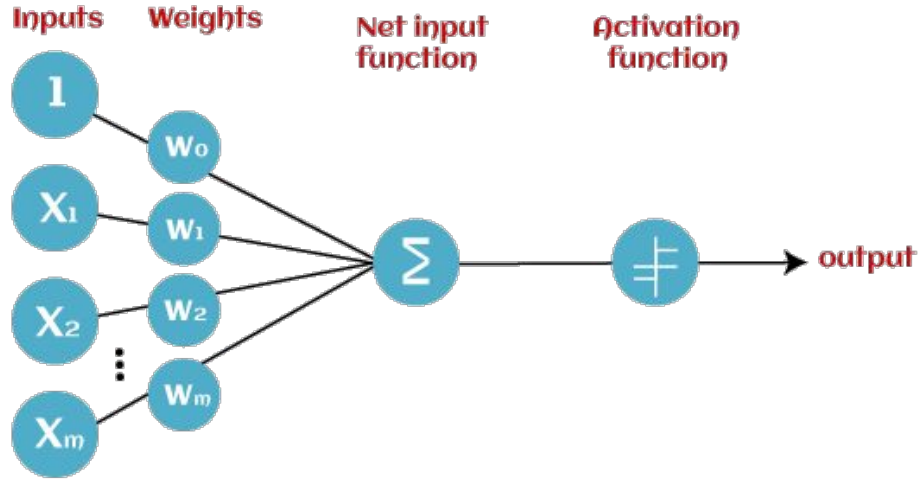 Inputs
Weights
Net input
function
Activation
function
1
w₀
x₁
w₁
Σ
output
x₂
w₂
xₘ
wₘ